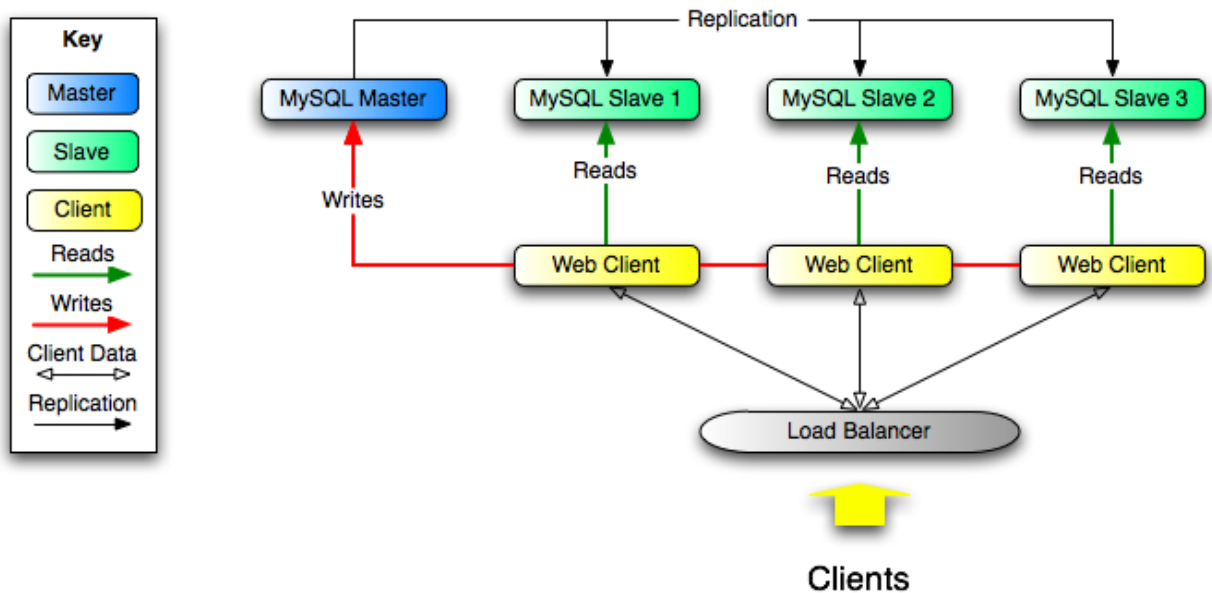 Key
Master
Slave
Client
Reads
Writes
Client Data
Replication
Replication
MySQL Master
MySQL Slave 1
MySQL Slave 2
MySQL Slave 3
Writes
Reads
Reads
Reads
Web Client
Web Client
Web Client
Load Balancer
Clients